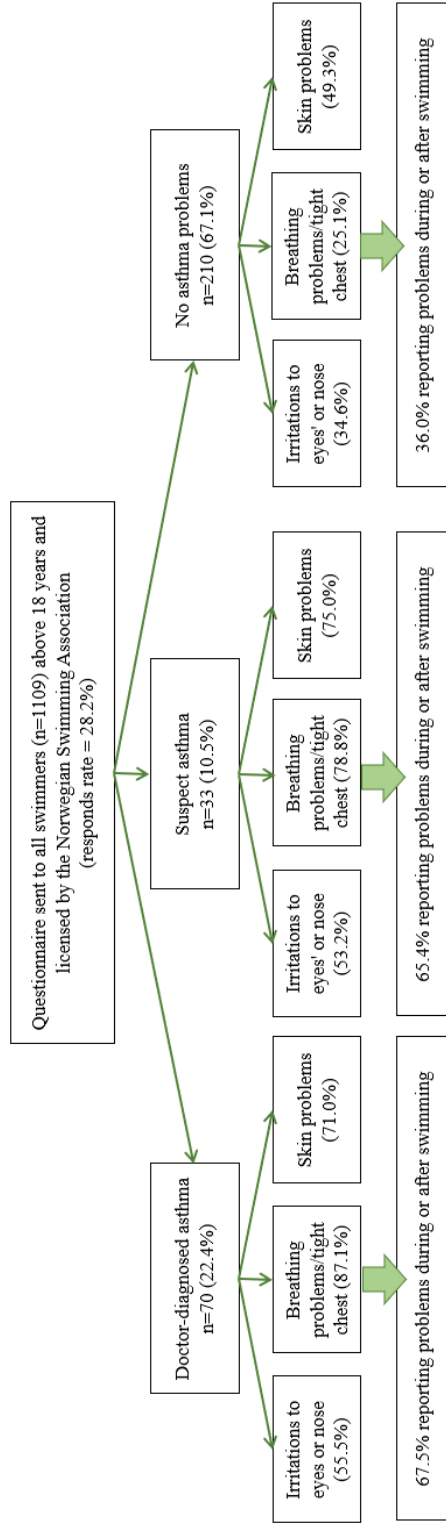 Questionnaire sent to all swimmers (n=1109) above 18 years and
licensed by the Norwegian Swimming Association
(responds rate = 28.2%)
Doctor-diagnosed asthma
n=70 (22.4%)
Suspect asthma
n=33 (10.5%)
No asthma problems
n=210 (67.1%)
Irritations to
eyes or nose
(55.5%)
Breathing
problems/tight
chest (87.1%)
Skin problems
(71.0%)
Irritations to
eyes' or nose
(53.2%)
Breathing
problems/tight
chest (78.8%)
Skin problems
(75.0%)
Irritations to
eyes' or nose
(34.6%)
Breathing
problems/tight
chest (25.1%)
Skin problems
(49.3%)
67.5% reporting problems during or after swimming
65.4% reporting problems during or after swimming
36.0% reporting problems during or after swimming